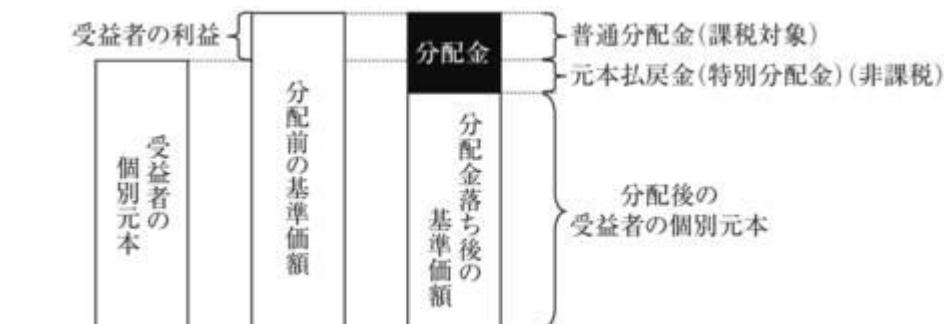 受益者の利益
分配金
普通分配金(課税対象)
元本払戻金(特別分配金)(非課税)
受益者の
個別元本
分配前の基準価額
分配金落ち後の
基準価額
分配後の
受益者の個別元本